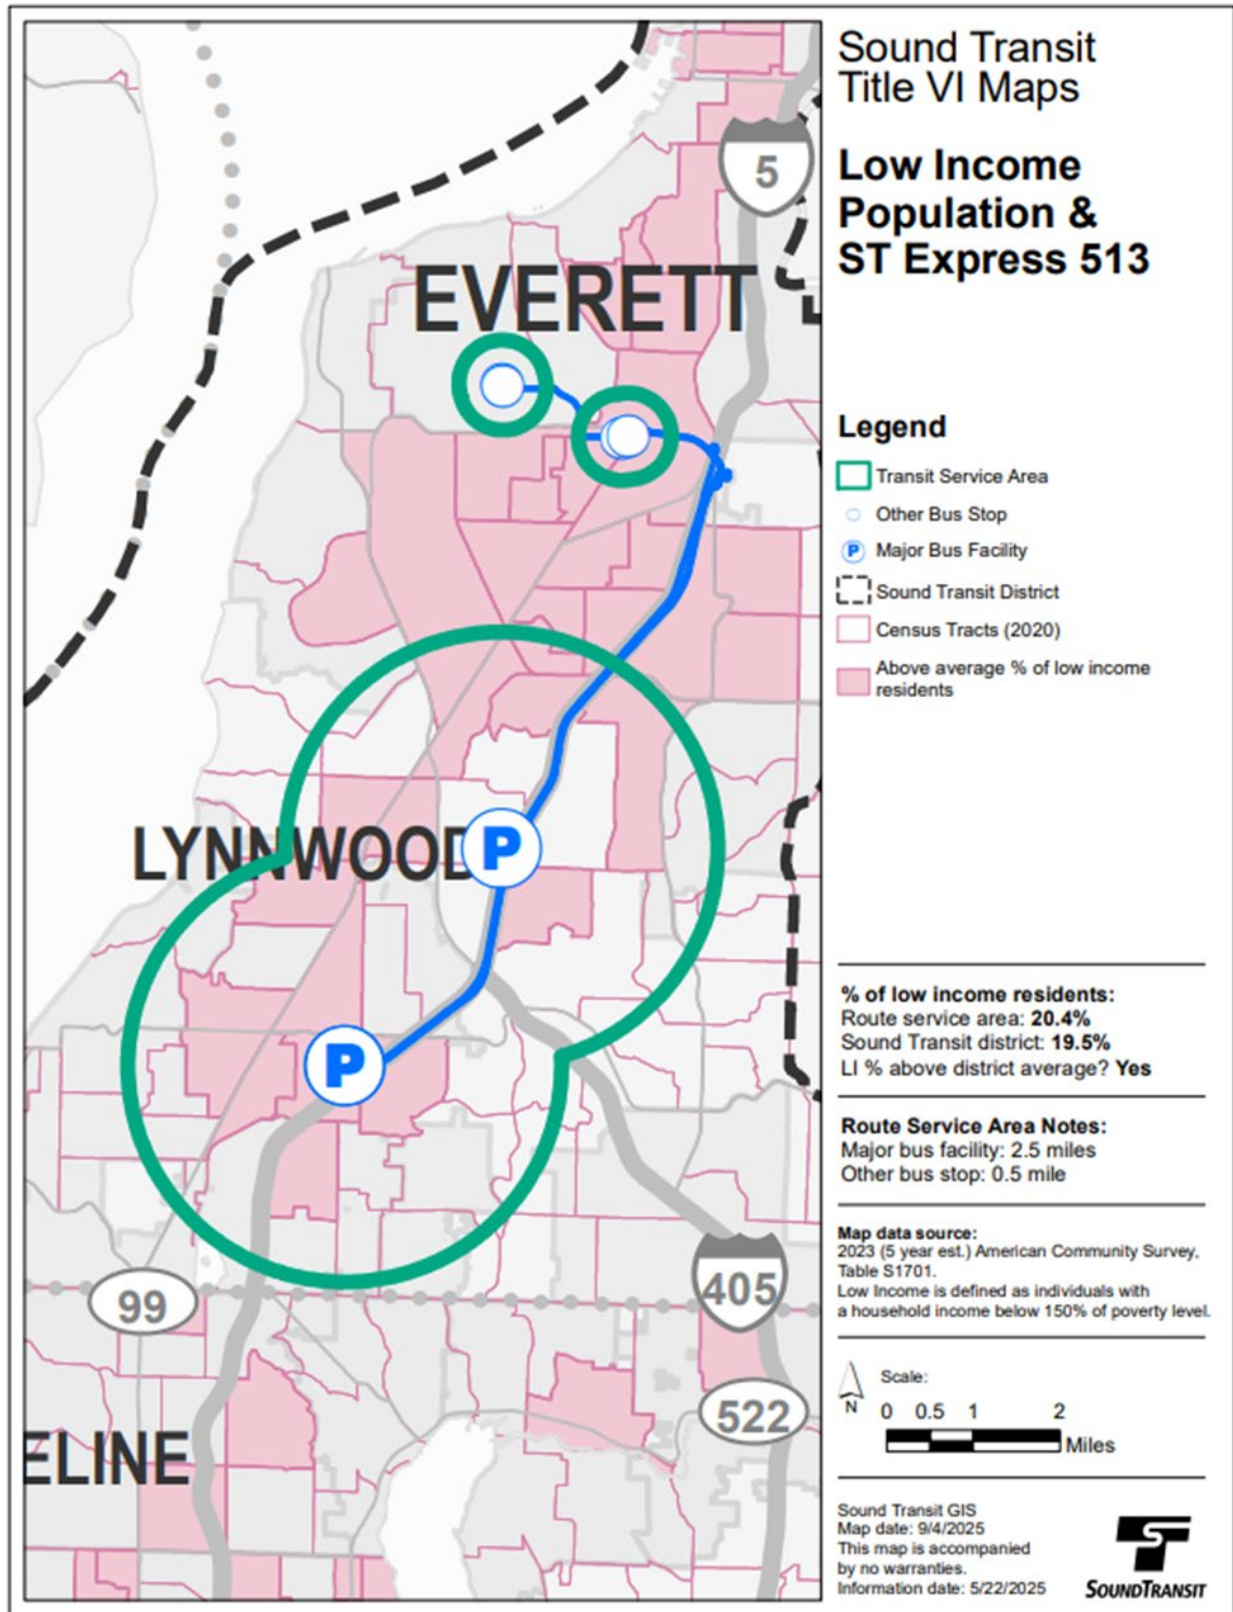 Sound Transit
Title VI Maps
Low Income
Population &
ST Express 513
Legend
Transit Service Area
Other Bus Stop
P
Major Bus Facility
Sound Transit District
Census Tracts (2020)
Above average % of low income
residents
% of low income residents:
Route service area: 20.4%
Sound Transit district: 19.5%
LI % above district average? Yes
Route Service Area Notes:
Major bus facility: 2.5 miles
Other bus stop: 0.5 mile
Map data source:
2023 (5 year est.) American Community Survey,
Table S1701.
Low Income is defined as individuals with
a household income below 150% of poverty level.
N
Scale:
0 0.5 1 2
Miles
Sound Transit GIS
Map date: 9/4/2025
This map is accompanied
by no warranties.
Information date: 5/22/2025
SOUNDTRANSIT
5
EVERETT
LYNNWOOD
P
P
99
405
522
ELINE